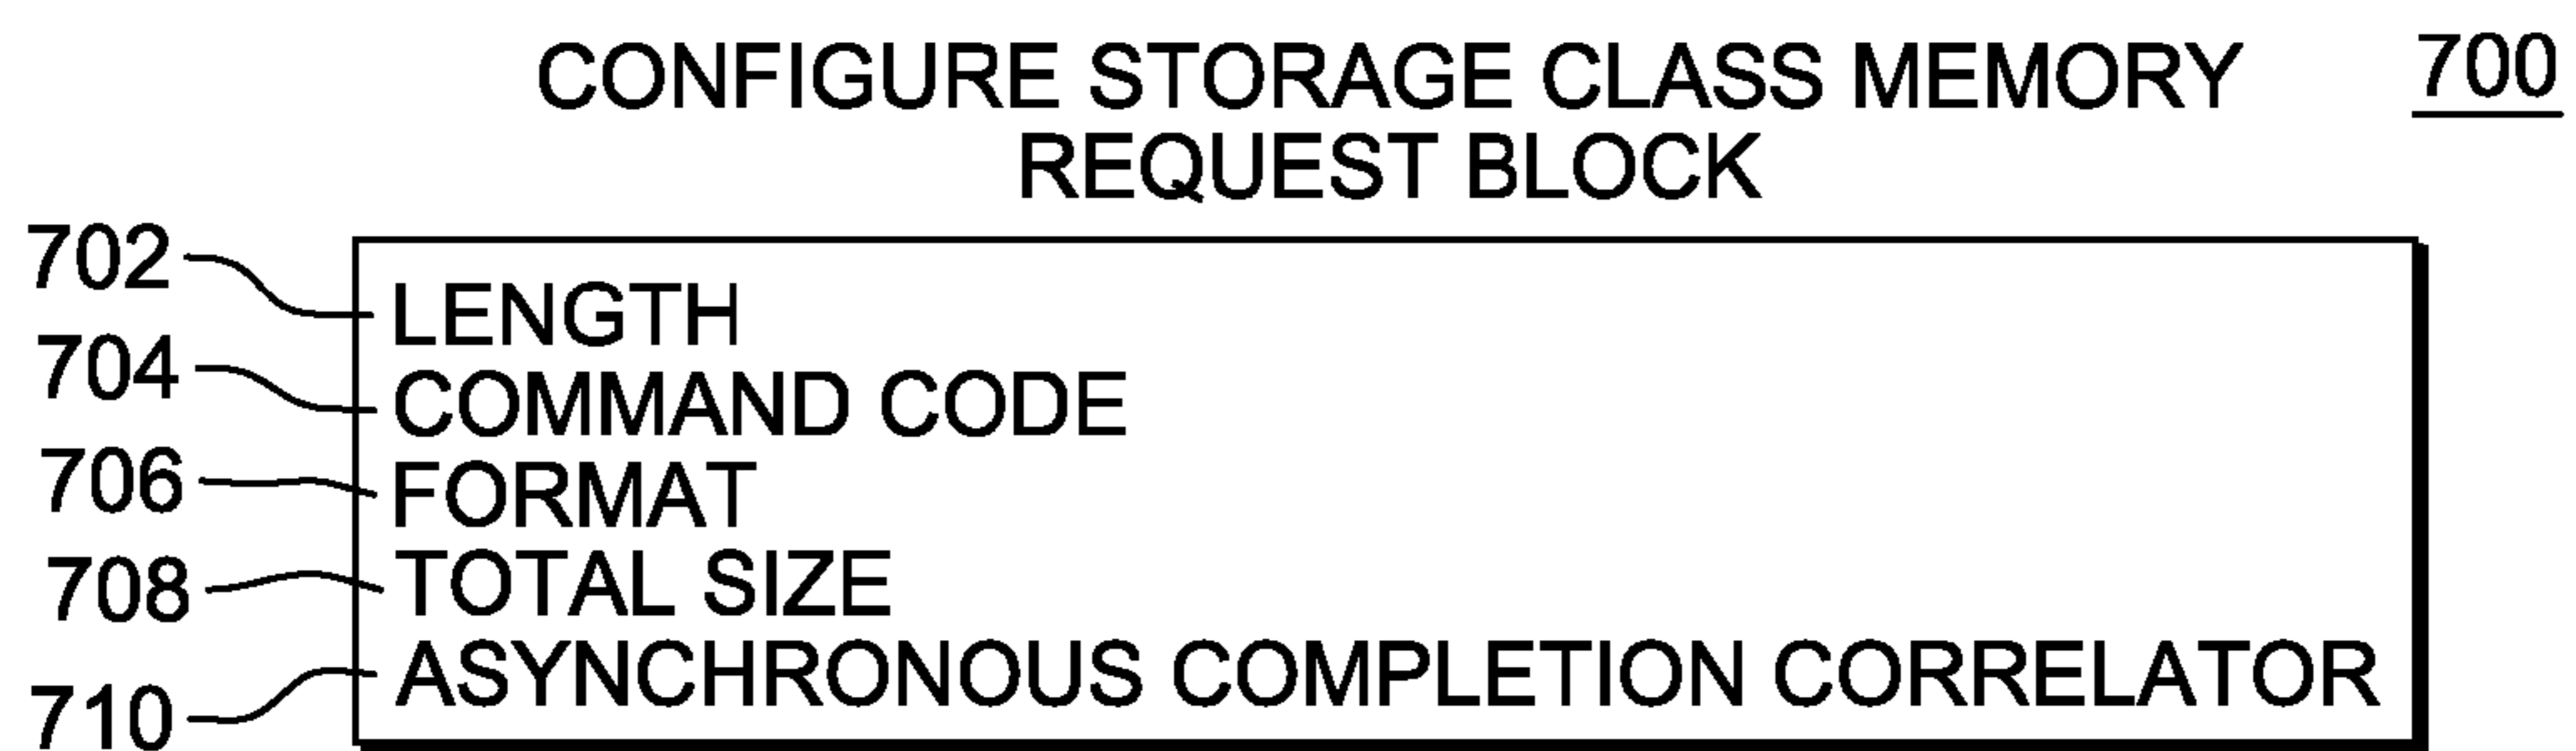 CONFIGURE STORAGE CLASS MEMORY 700
REQUEST BLOCK
702 LENGTH
704 COMMAND CODE
706 FORMAT
708 TOTAL SIZE
710 ASYNCHRONOUS COMPLETION CORRELATOR